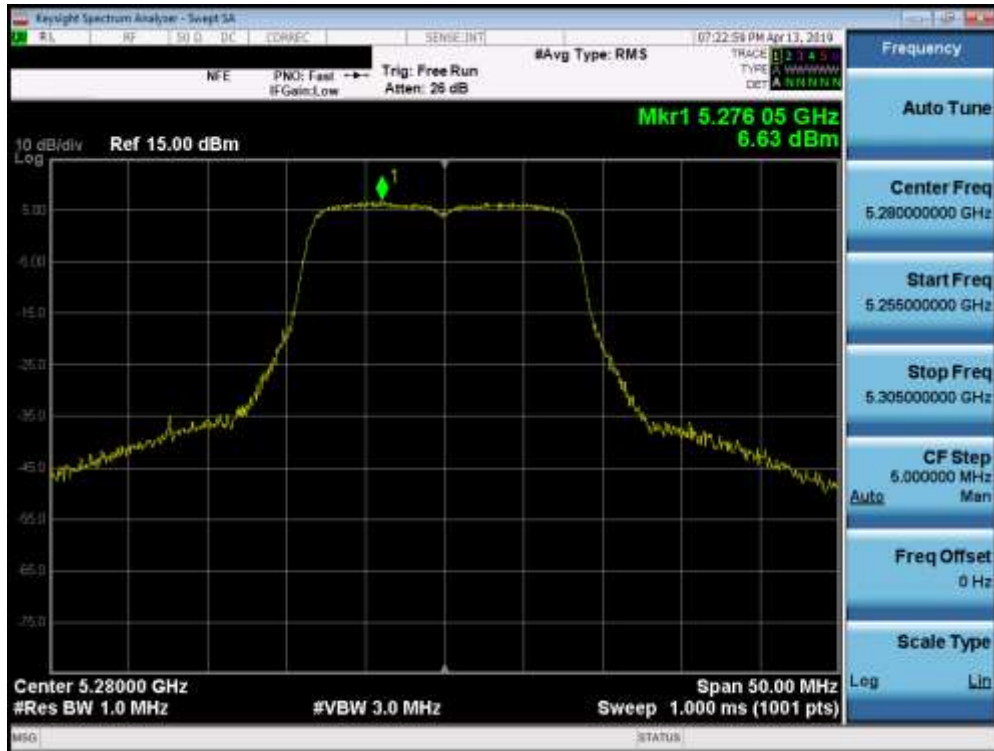 Keysight Spectrum Analyzer - Swept SA
RL RF 50 Ω DC CORREC SENSE:INT 07:22:59 PM Apr 13, 2019
#Avg Type: RMS TRACE 1 2 3 4 5 6
NFE PNO: Fast Trig: Free Run TYPE A WWWWW
IFGain:Low Atten: 26 dB DET A NNNNN
Mkr1 5.276 05 GHz
10 dB/div Ref 15.00 dBm 6.63 dBm
Log
1
5.00
-5.00
-15.0
-25.0
-35.0
-45.0
-55.0
-65.0
-75.0
Center 5.28000 GHz Span 50.00 MHz
#Res BW 1.0 MHz #VBW 3.0 MHz Sweep 1.000 ms (1001 pts)
MSG STATUS
Frequency
Auto Tune
Center Freq
5.280000000 GHz
Start Freq
5.255000000 GHz
Stop Freq
5.305000000 GHz
CF Step
5.000000 MHz
Auto Man
Freq Offset
0 Hz
Scale Type
Log Lin